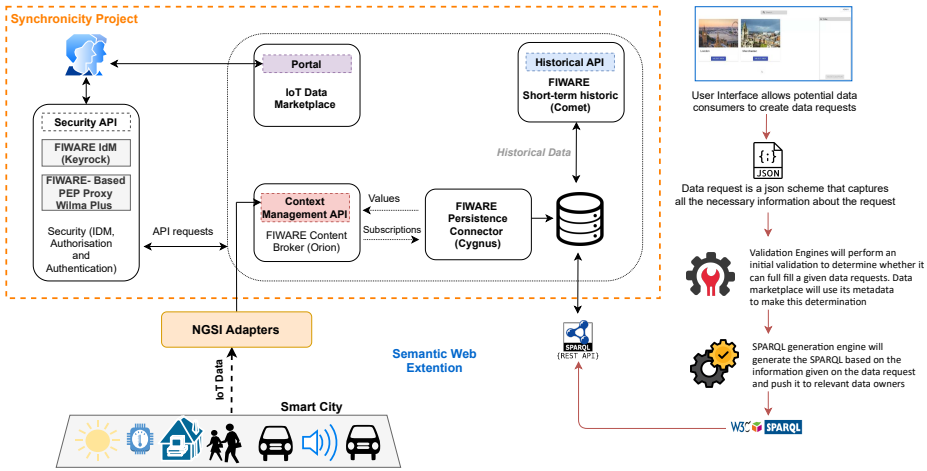 Synchronicity Project
Portal
IoT Data
Marketplace
Historical API
FIWARE
Short-term historic
(Comet)
Security API
FIWARE IdM
(Keyrock)
FIWARE- Based
PEP Proxy
Wilma Plus
Security (IDM,
Authorisation
and
Authentication)
API requests
Historical Data
Context
Management API
FIWARE Content
Broker (Orion)
Values
Subscriptions
FIWARE
Persistence
Connector
(Cygnus)
NGSI Adapters
IoT Data
Smart City
Semantic Web
Extention
SPARQL
{REST API}
User Interface allows potential data
consumers to create data requests
{;}
JSON
Data request is a json scheme that captures
all the necessary information about the request
Validation Engines will perform an
initial validation to determine whether it
can full fill a given data requests. Data
marketplace will use its metadata
to make this determination
SPARQL generation engine will
generate the SPARQL based on the
information given on the data request
and push it to relevant data owners
W3C SPARQL